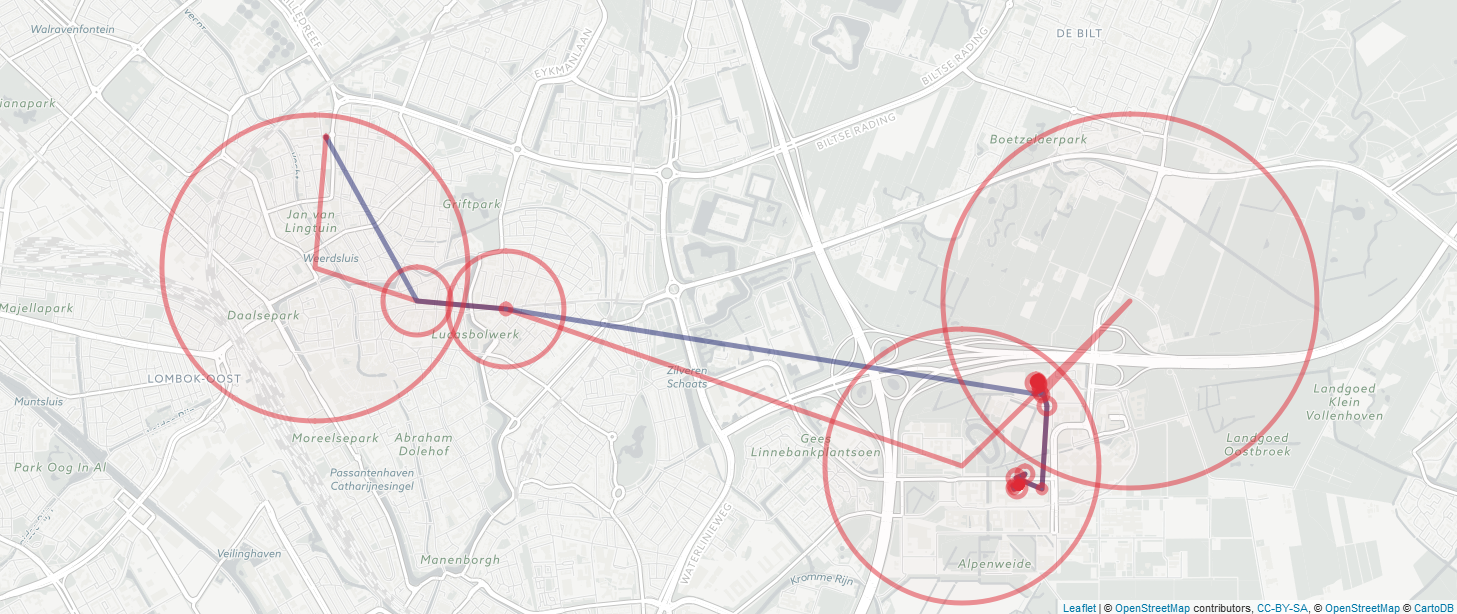 Walravenfontein
DE BILT
EYKMANLAAN
BILTSE RADING
BILTSE RADING
Boetzelaerpark
Griftpark
Jan van
Lingtuin
Weerdsluis
Majellapark
Daalsepark
Lucasbolwerk
LOMBOK-OOST
Zilveren
Schaats
Muntsluis
Landgoed
Klein
Vollenhoven
Moreelsepark
Abraham
Dolehof
Gees
Linnebankplantsoen
Landgoed
Oostbroek
Park Oog In Al
Passantenhaven
Catharijnesingel
WATERLINIEWEG
Veilinghaven
Manenborgh
Alpenweide
Kromme Rijn
Leaflet | © OpenStreetMap contributors, CC-BY-SA, © OpenStreetMap © CartoDB